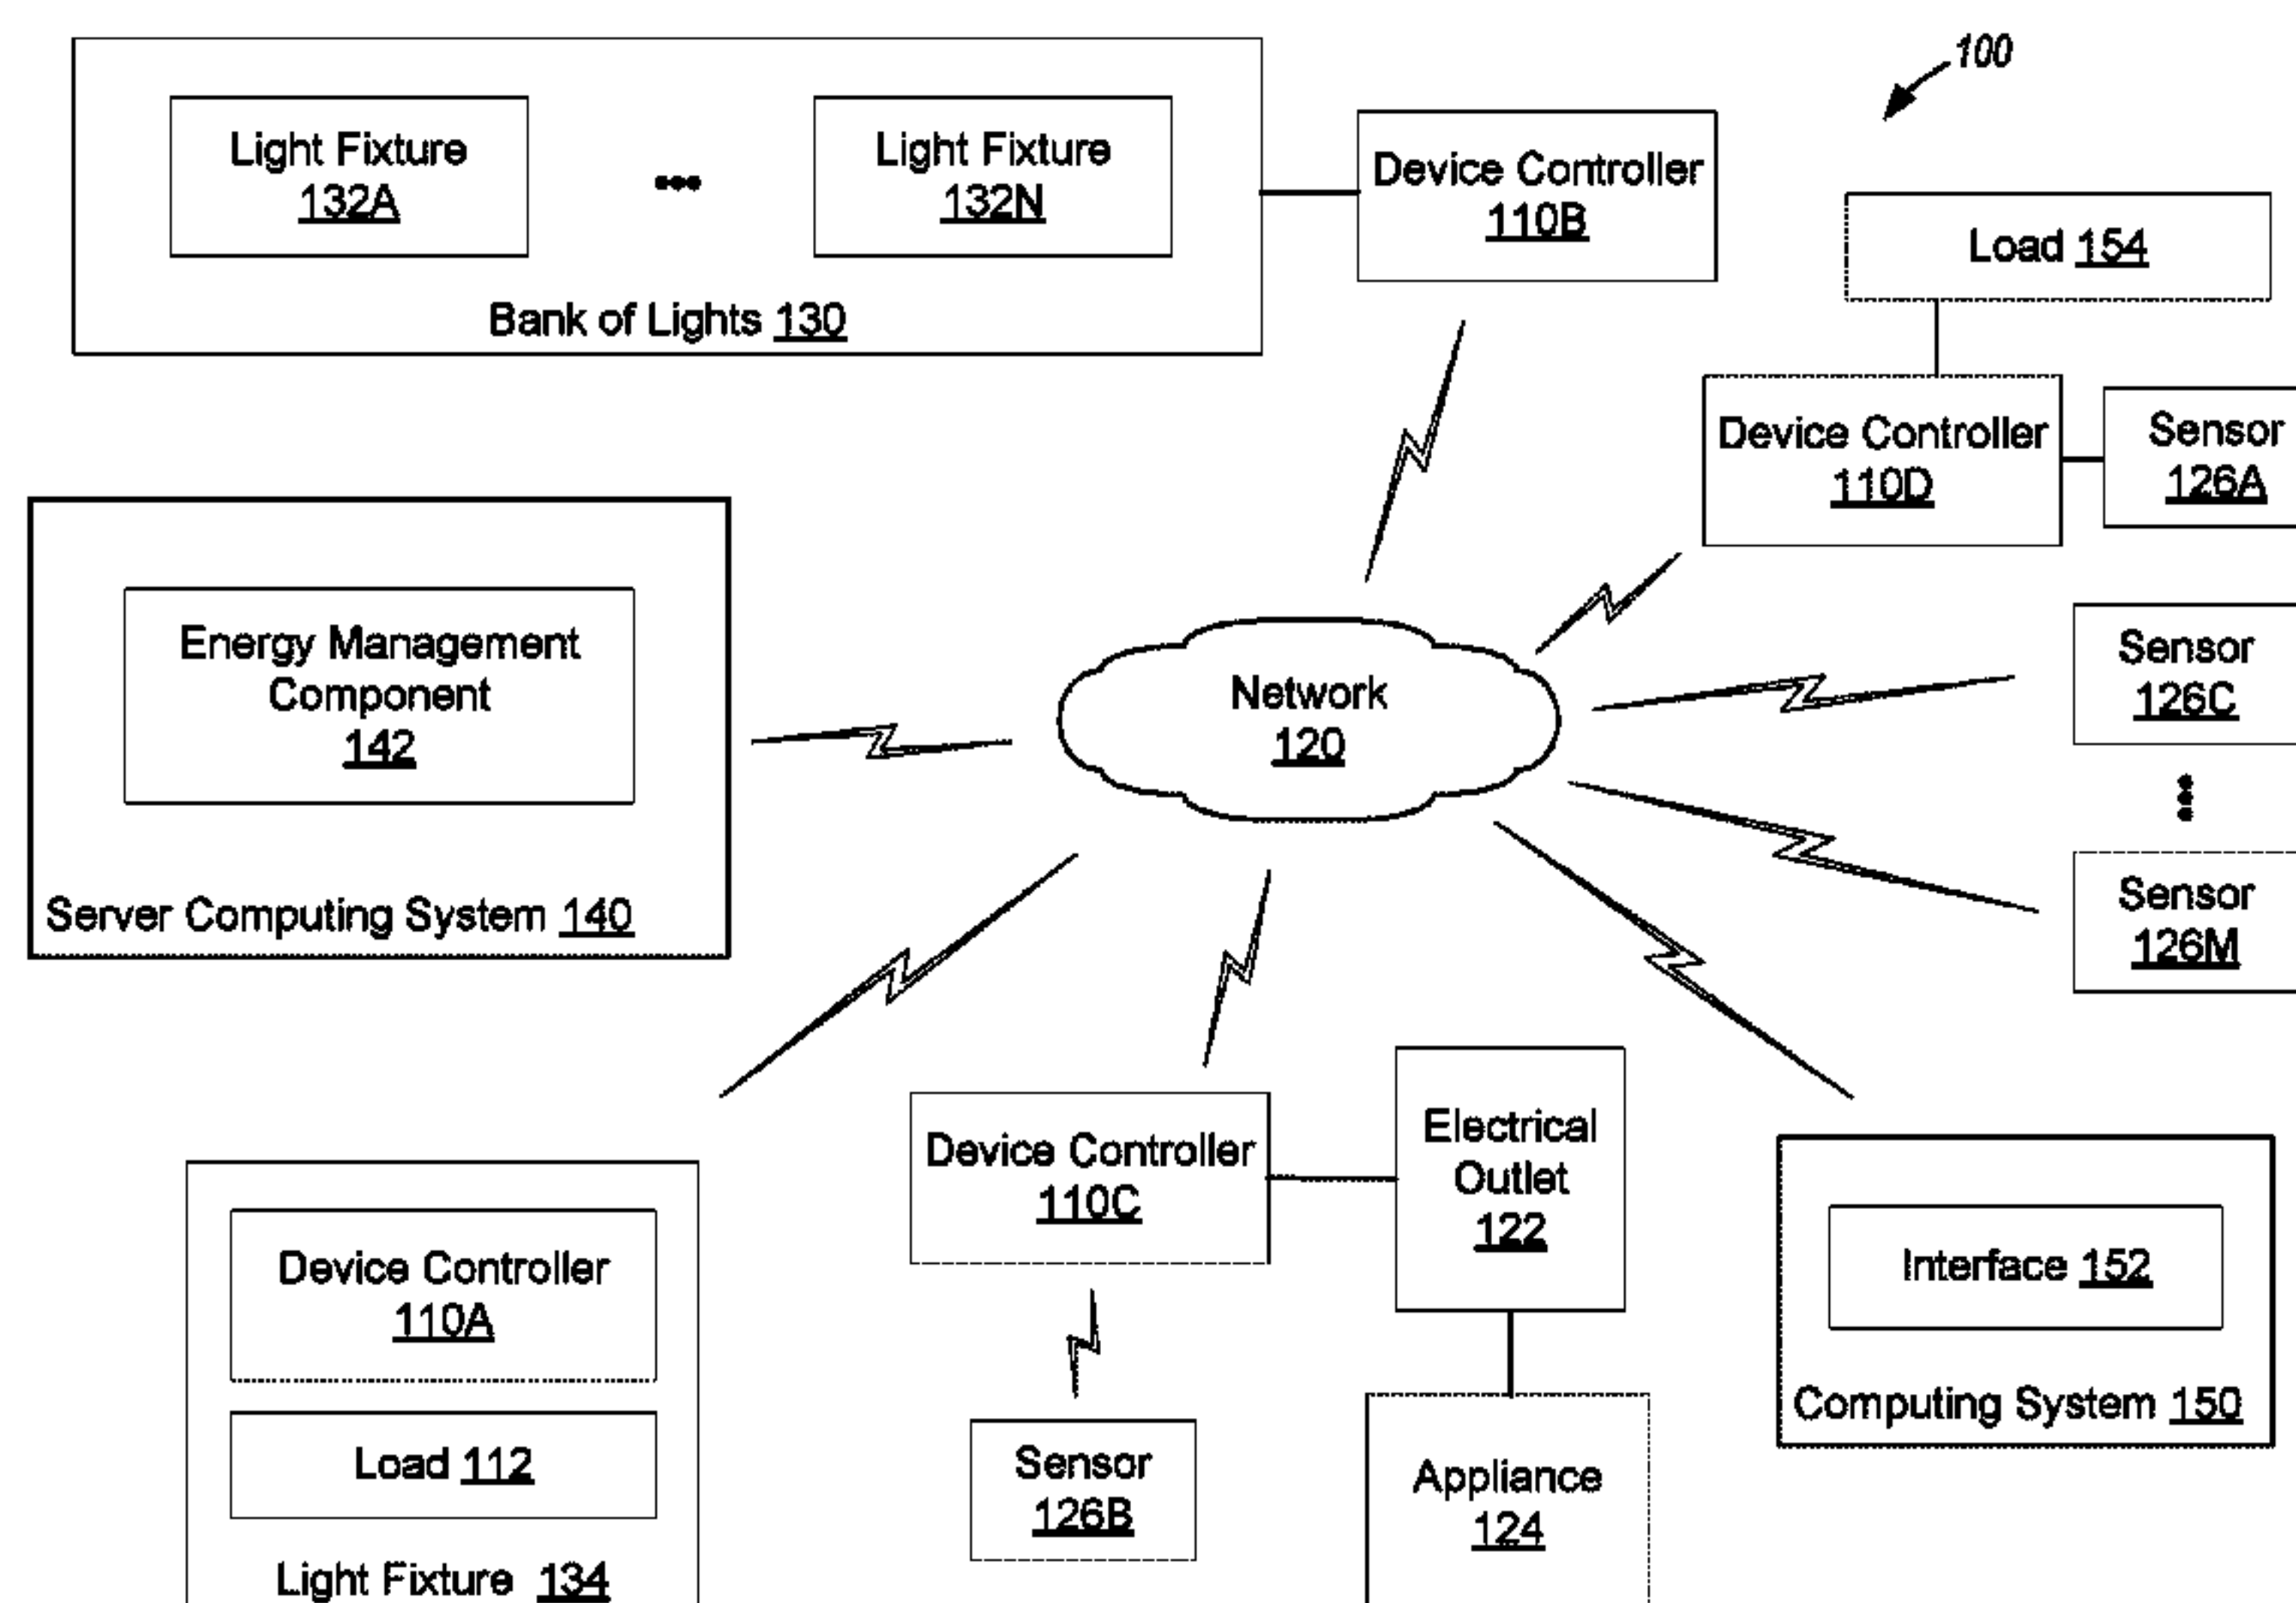 100
Light Fixture
132A
Light Fixture
132N
Bank of Lights 130
Device Controller
110B
Load 154
Device Controller
110D
Sensor
126A
Energy Management
Component
142
Server Computing System 140
Network
120
Sensor
126C
Sensor
126M
Device Controller
110A
Load 112
Light Fixture 134
Device Controller
110C
Sensor
126B
Electrical
Outlet
122
Appliance
124
Interface 152
Computing System 150